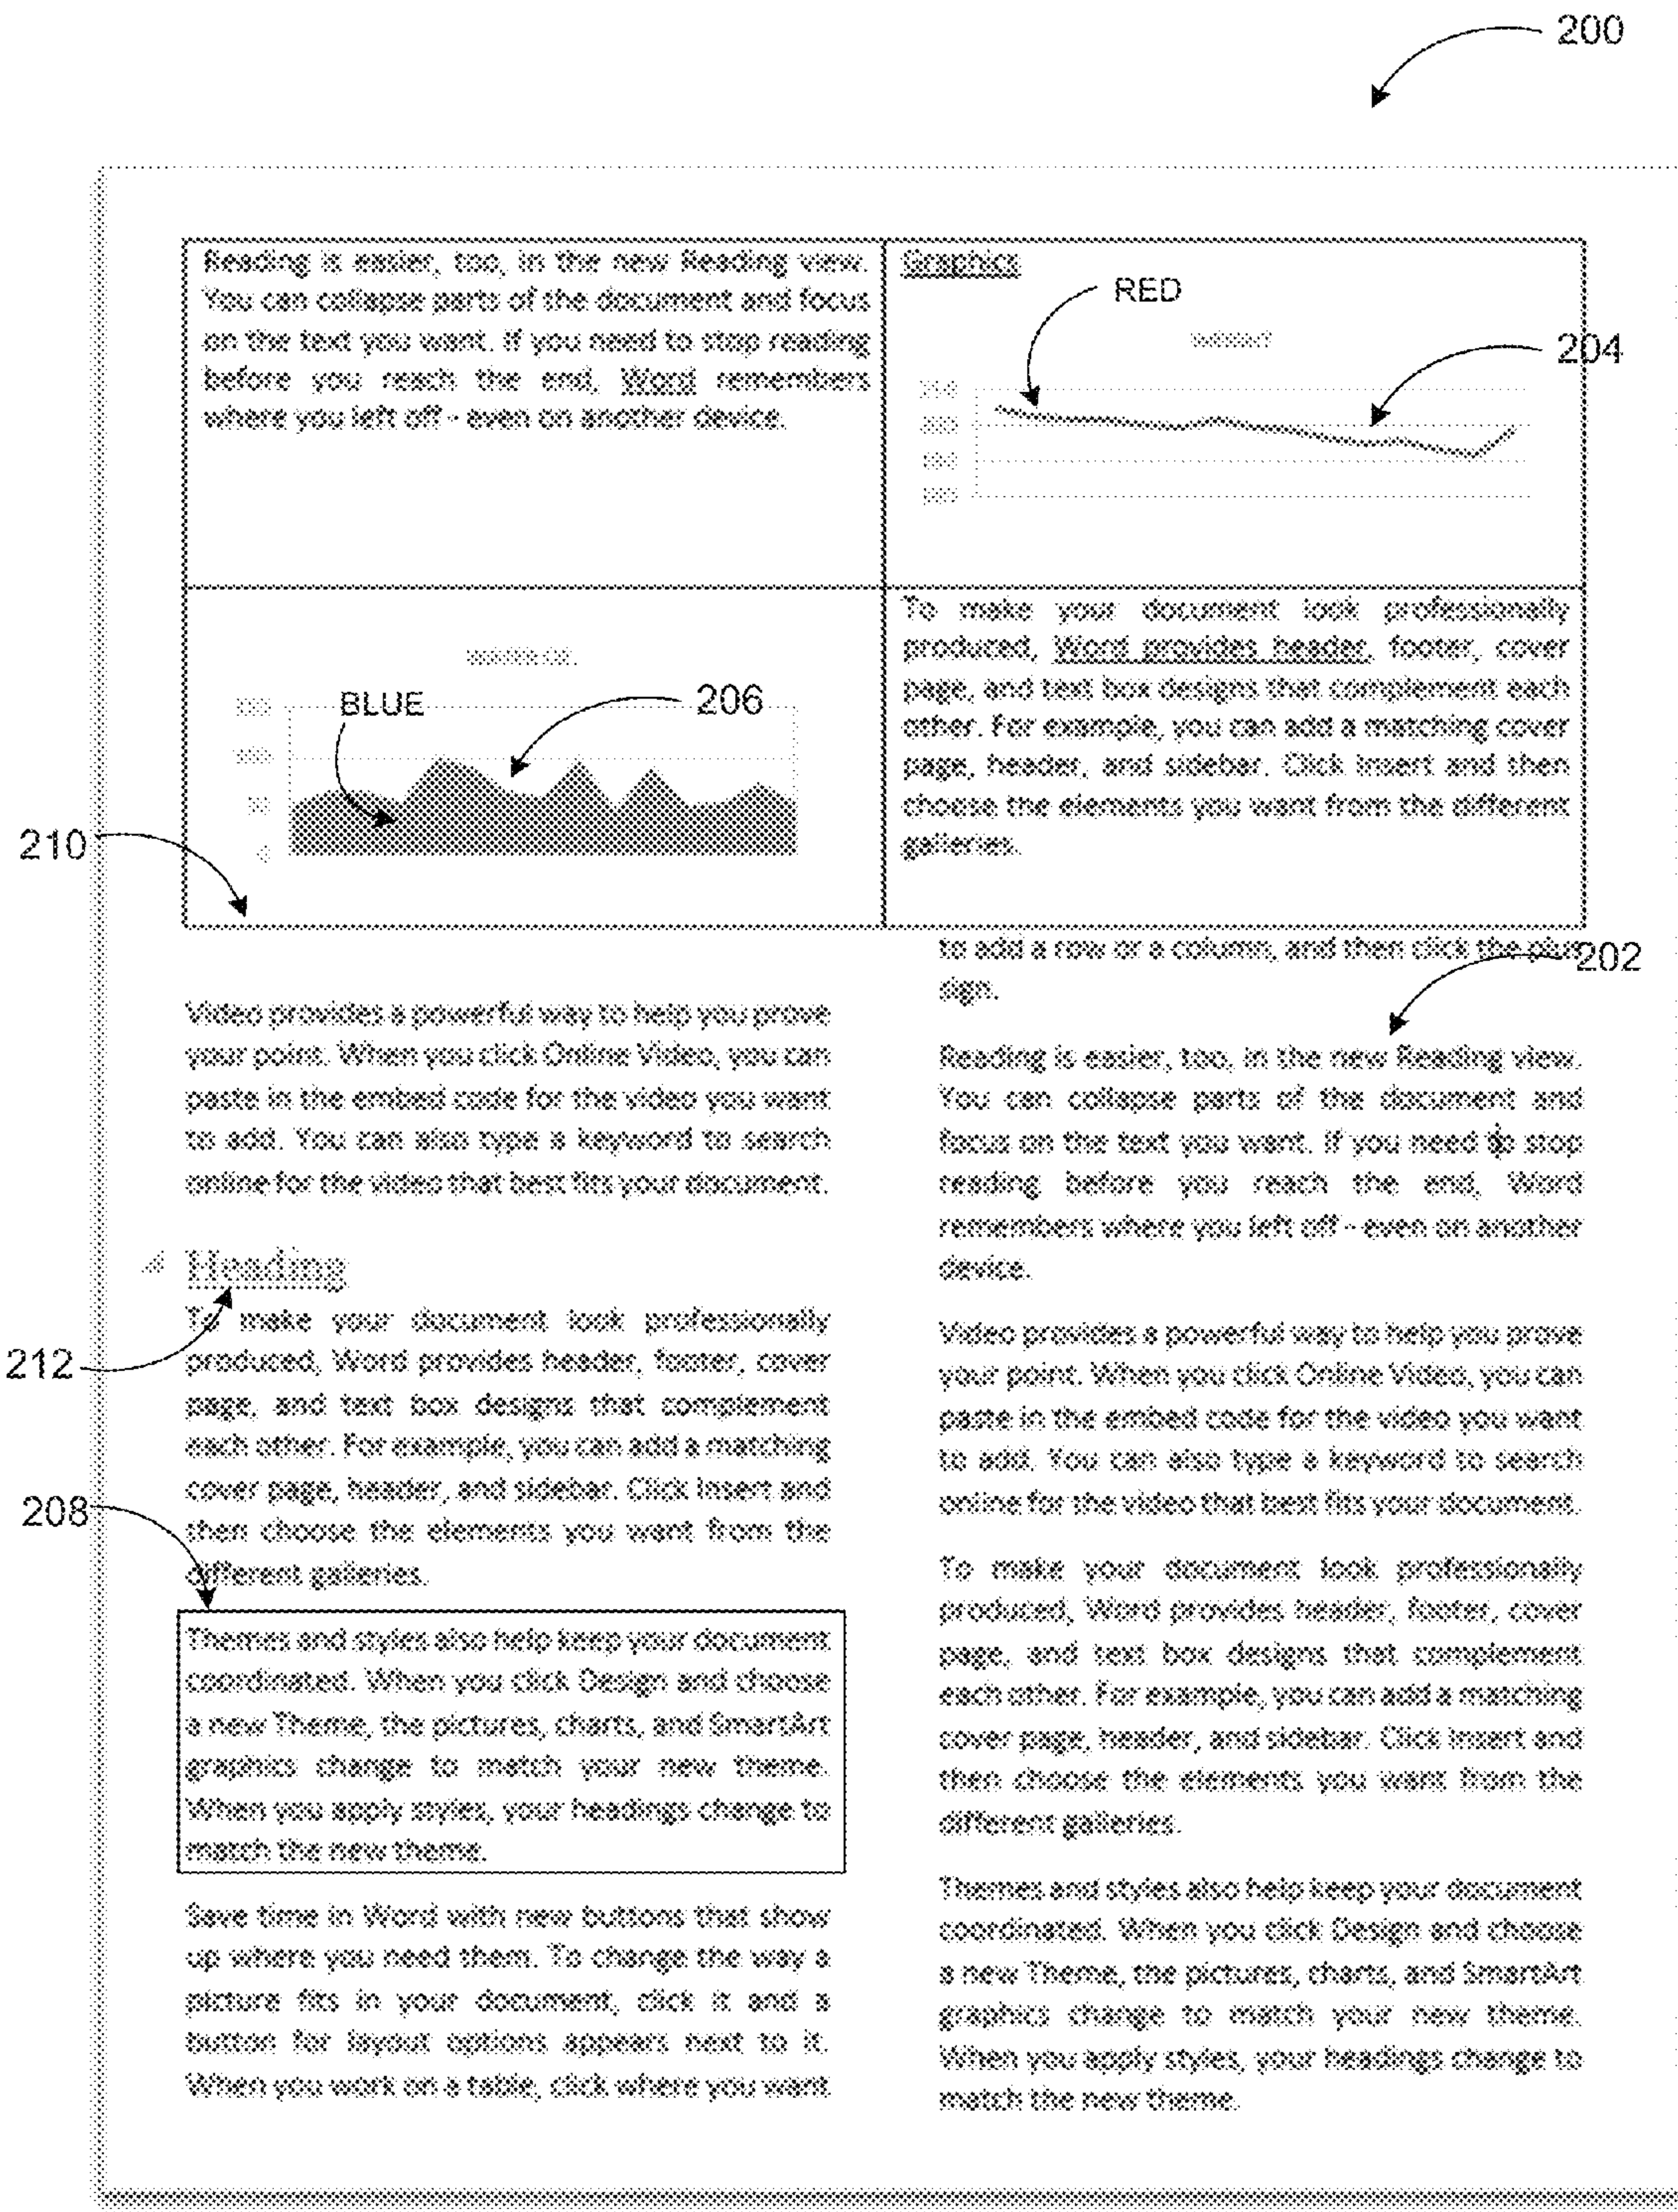 200
Reading is easier, too, in the new Reading view.
You can collapse parts of the document and focus
on the text you want. If you need to stop reading
before you reach the end, Word remembers
where you left off - even on another device.
Graphics
RED
204
BLUE
206
210
To make your document look professionally
produced, Word provides header, footer, cover
page, and text box designs that complement each
other. For example, you can add a matching cover
page, header, and sidebar. Click Insert and then
choose the elements you want from the different
galleries.
Video provides a powerful way to help you prove
your point. When you click Online Video, you can
paste in the embed code for the video you want
to add. You can also type a keyword to search
online for the video that best fits your document.
Heading
212
To make your document look professionally
produced, Word provides header, footer, cover
page, and text box designs that complement
each other. For example, you can add a matching
cover page, header, and sidebar. Click Insert and
then choose the elements you want from the
different galleries.
208
Themes and styles also help keep your document
coordinated. When you click Design and choose
a new Theme, the pictures, charts, and SmartArt
graphics change to match your new theme.
When you apply styles, your headings change to
match the new theme.
Save time in Word with new buttons that show
up where you need them. To change the way a
picture fits in your document, click it and a
button for layout options appears next to it.
When you work on a table, click where you want
to add a row or a column, and then click the plus
sign.
202
Reading is easier, too, in the new Reading view.
You can collapse parts of the document and
focus on the text you want. If you need to stop
reading before you reach the end, Word
remembers where you left off - even on another
device.
Video provides a powerful way to help you prove
your point. When you click Online Video, you can
paste in the embed code for the video you want
to add. You can also type a keyword to search
online for the video that best fits your document.
To make your document look professionally
produced, Word provides header, footer, cover
page, and text box designs that complement
each other. For example, you can add a matching
cover page, header, and sidebar. Click Insert and
then choose the elements you want from the
different galleries.
Themes and styles also help keep your document
coordinated. When you click Design and choose
a new Theme, the pictures, charts, and SmartArt
graphics change to match your new theme.
When you apply styles, your headings change to
match the new theme.